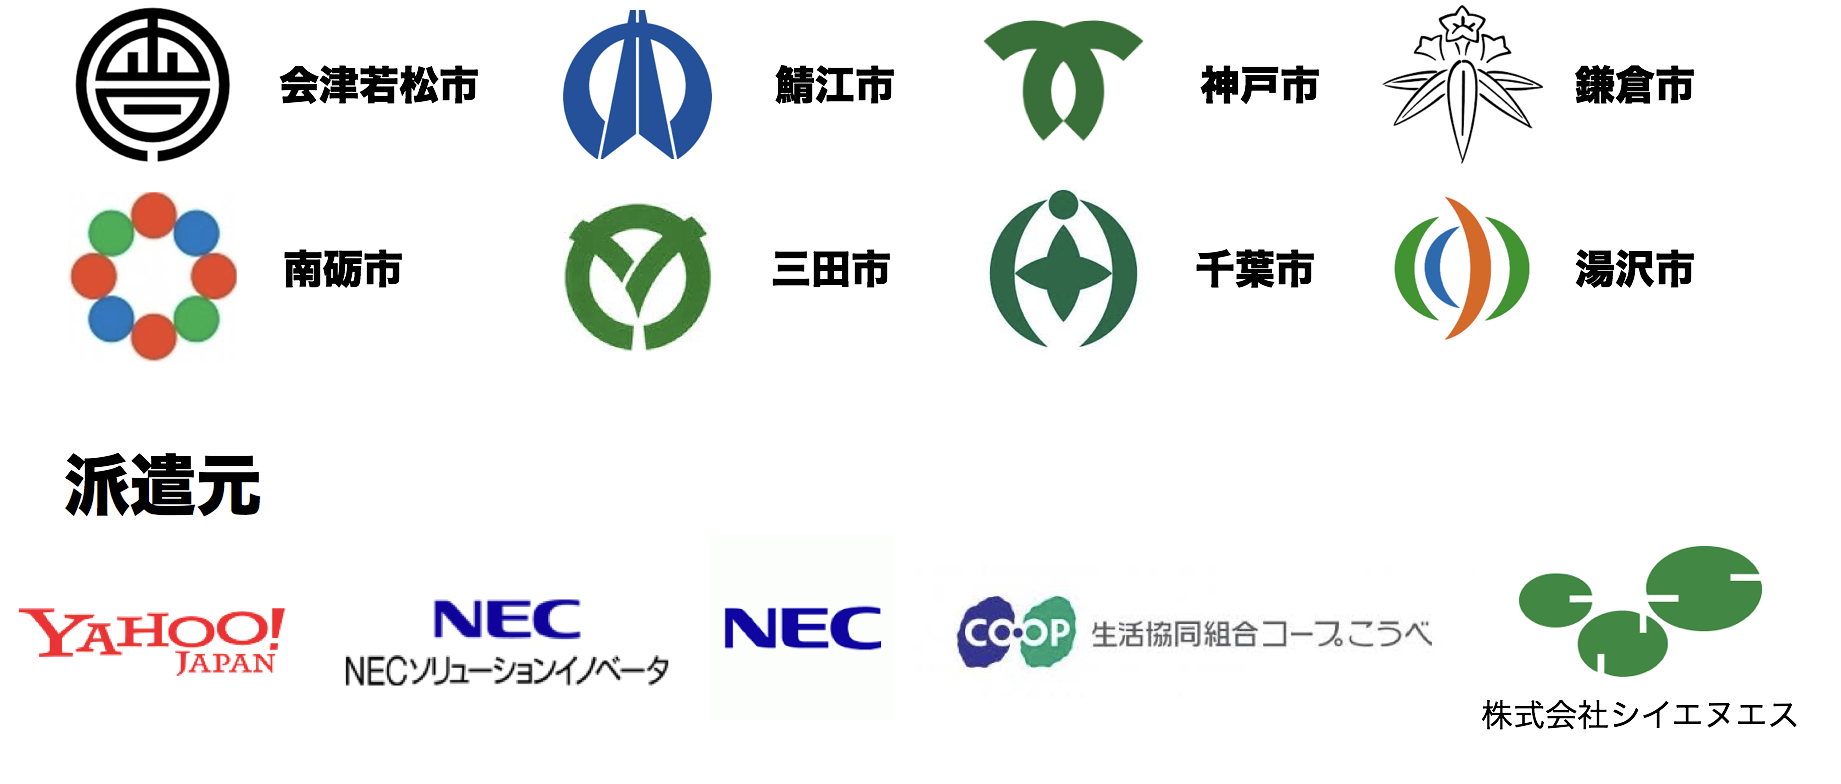 会津若松市
鯖江市
神戸市
鎌倉市
南砺市
三田市
千葉市
湯沢市
派遣元
YAHOO!
JAPAN
NEC
NECソリューションイノベータ
NEC
CO·OP 生活協同組合コープこうべ
株式会社シイエヌエス